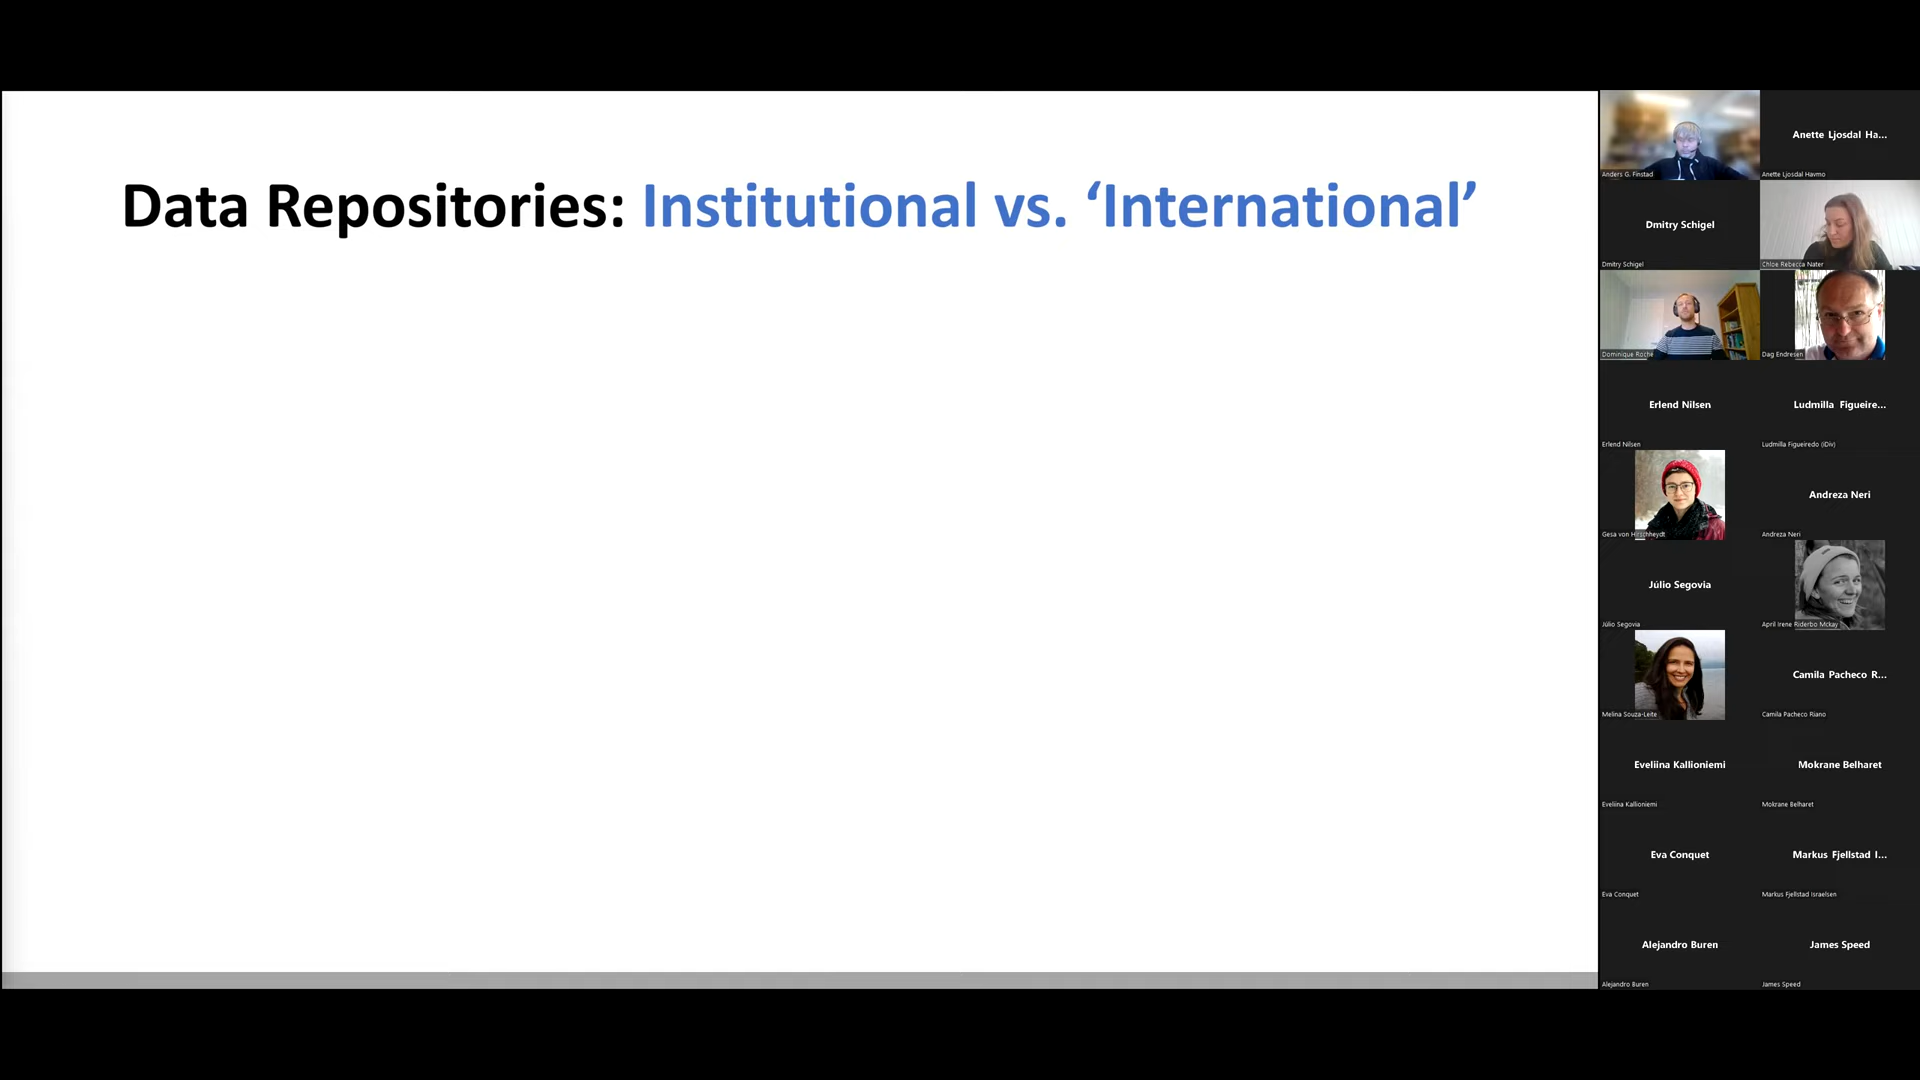 Data Repositories: Institutional vs. ‘International’
Anders G. Finstad
Anette Ljosdal Ha...
Anette Ljosdal Havmo
Dmitry Schigel
Dmitry Schigel
Chloe Rebecca Nater
Dominique Roche
Dag Endresen
Erlend Nilsen
Erlend Nilsen
Ludmilla Figueire...
Ludmilla Figueiredo (iDiv)
Gesa von Hirschheydt
Andreza Neri
Andreza Neri
Júlio Segovia
Júlio Segovia
April Irene Riderbo Mckay
Melina Souza-Leite
Camila Pacheco R...
Camila Pacheco Riano
Eveliina Kallioniemi
Eveliina Kallioniemi
Mokrane Belharet
Mokrane Belharet
Eva Conquet
Eva Conquet
Markus Fjellstad I...
Markus Fjellstad Israelsen
Alejandro Buren
Alejandro Buren
James Speed
James Speed